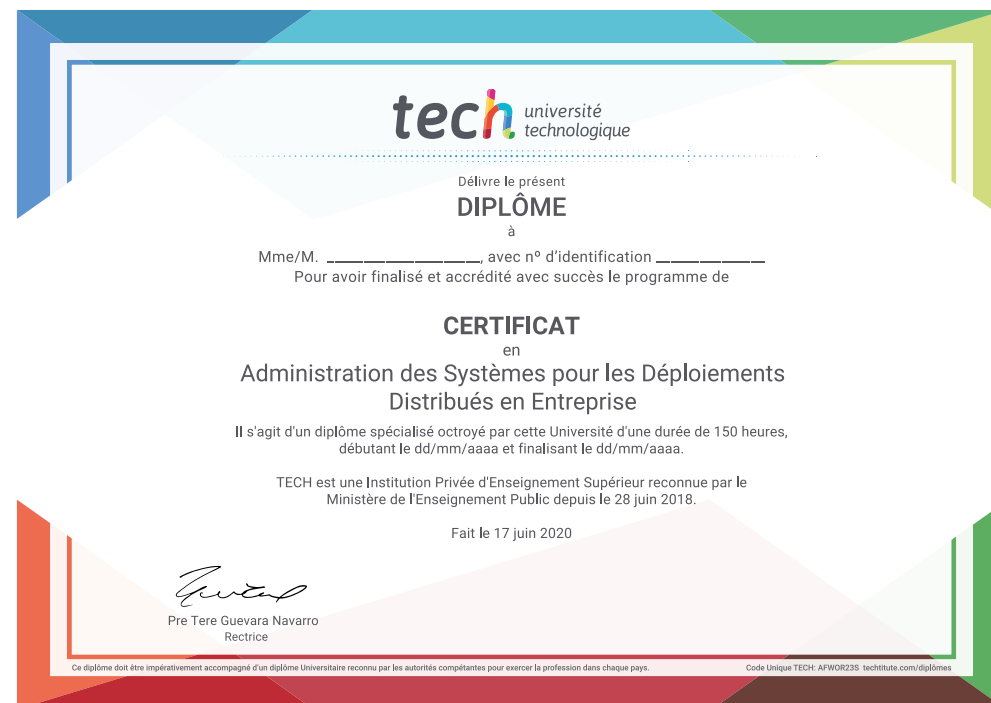 tech université
technologique
Délivre le présent
DIPLÔME
à
Mme/M. ____________________, avec nº d'identification ______________
Pour avoir finalisé et accrédité avec succès le programme de
CERTIFICAT
en
Administration des Systèmes pour les Déploiements
Distribués en Entreprise
Il s'agit d'un diplôme spécialisé octroyé par cette Université d'une durée de 150 heures,
débutant le dd/mm/aaaa et finalisant le dd/mm/aaaa.
TECH est une Institution Privée d'Enseignement Supérieur reconnue par le
Ministère de l'Enseignement Public depuis le 28 juin 2018.
Fait le 17 juin 2020
Pre Tere Guevara Navarro
Rectrice
Ce diplôme doit être impérativement accompagné d'un diplôme Universitaire reconnu par les autorités compétantes pour exercer la profession dans chaque pays.
Code Unique TECH: AFWOR23S techtitute.com/diplômes